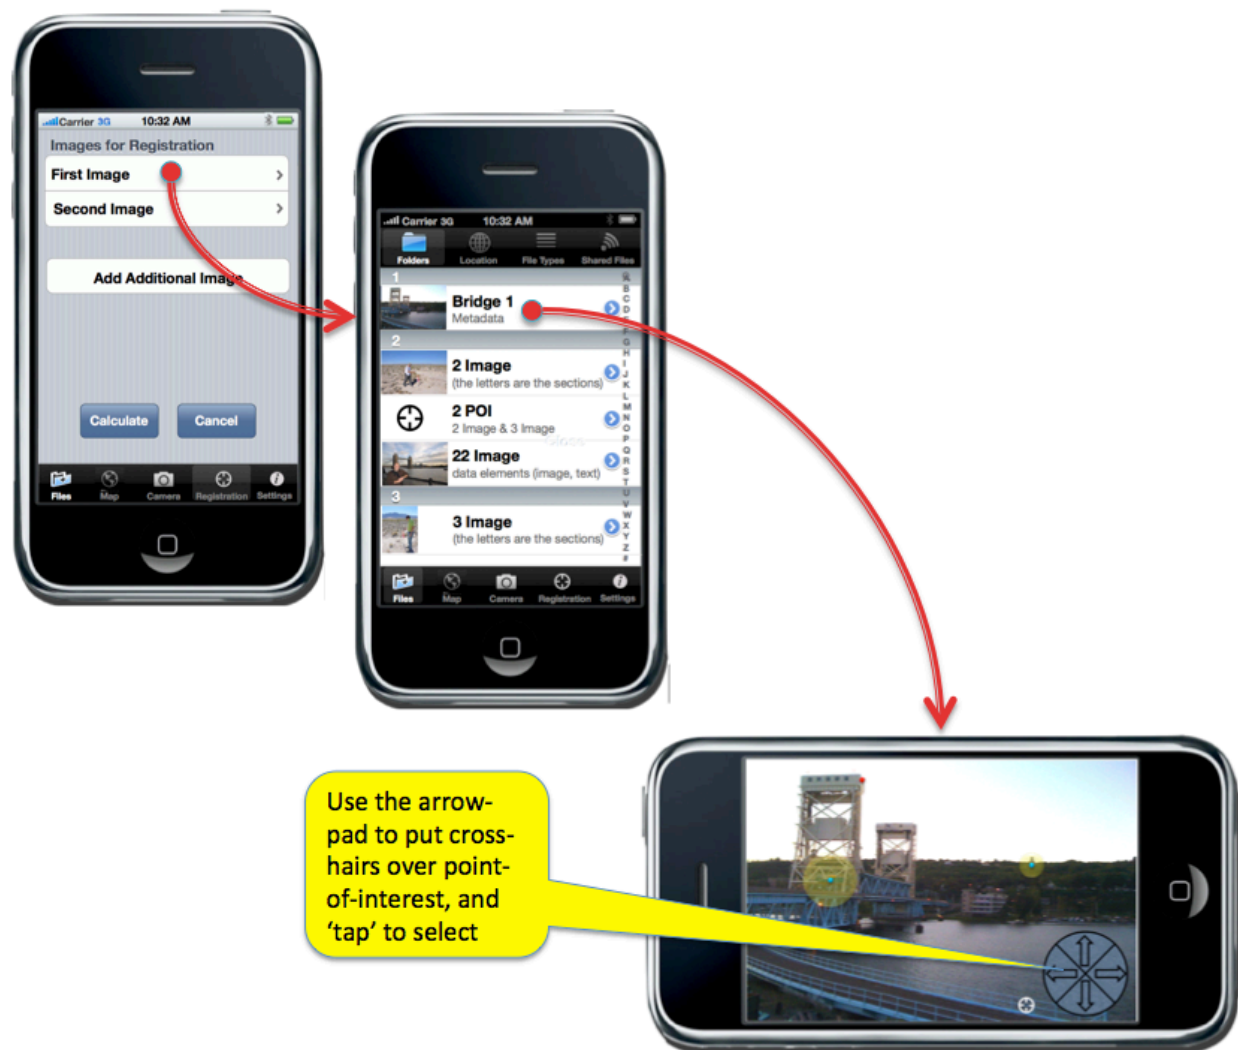 Carrier 3G 10:32 AM
Images for Registration
First Image
Second Image
Add Additional Image
Calculate Cancel
Files Map Camera Registration Settings
Carrier 3G 10:32 AM
Folders Location File Types Shared Files
1
Bridge 1
Metadata
2
2 Image
(the letters are the sections)
2 POI
2 Image & 3 Image
Close
22 Image
data elements (image, text)
3
3 Image
(the letters are the sections)
B
C
D
F
G
H
I
J
K
L
M
N
O
P
Q
R
S
T
U
V
W
X
Y
Z
#
Files Map Camera Registration Settings
Use the arrow-
pad to put cross-
hairs over point-
of-interest, and
‘tap’ to select